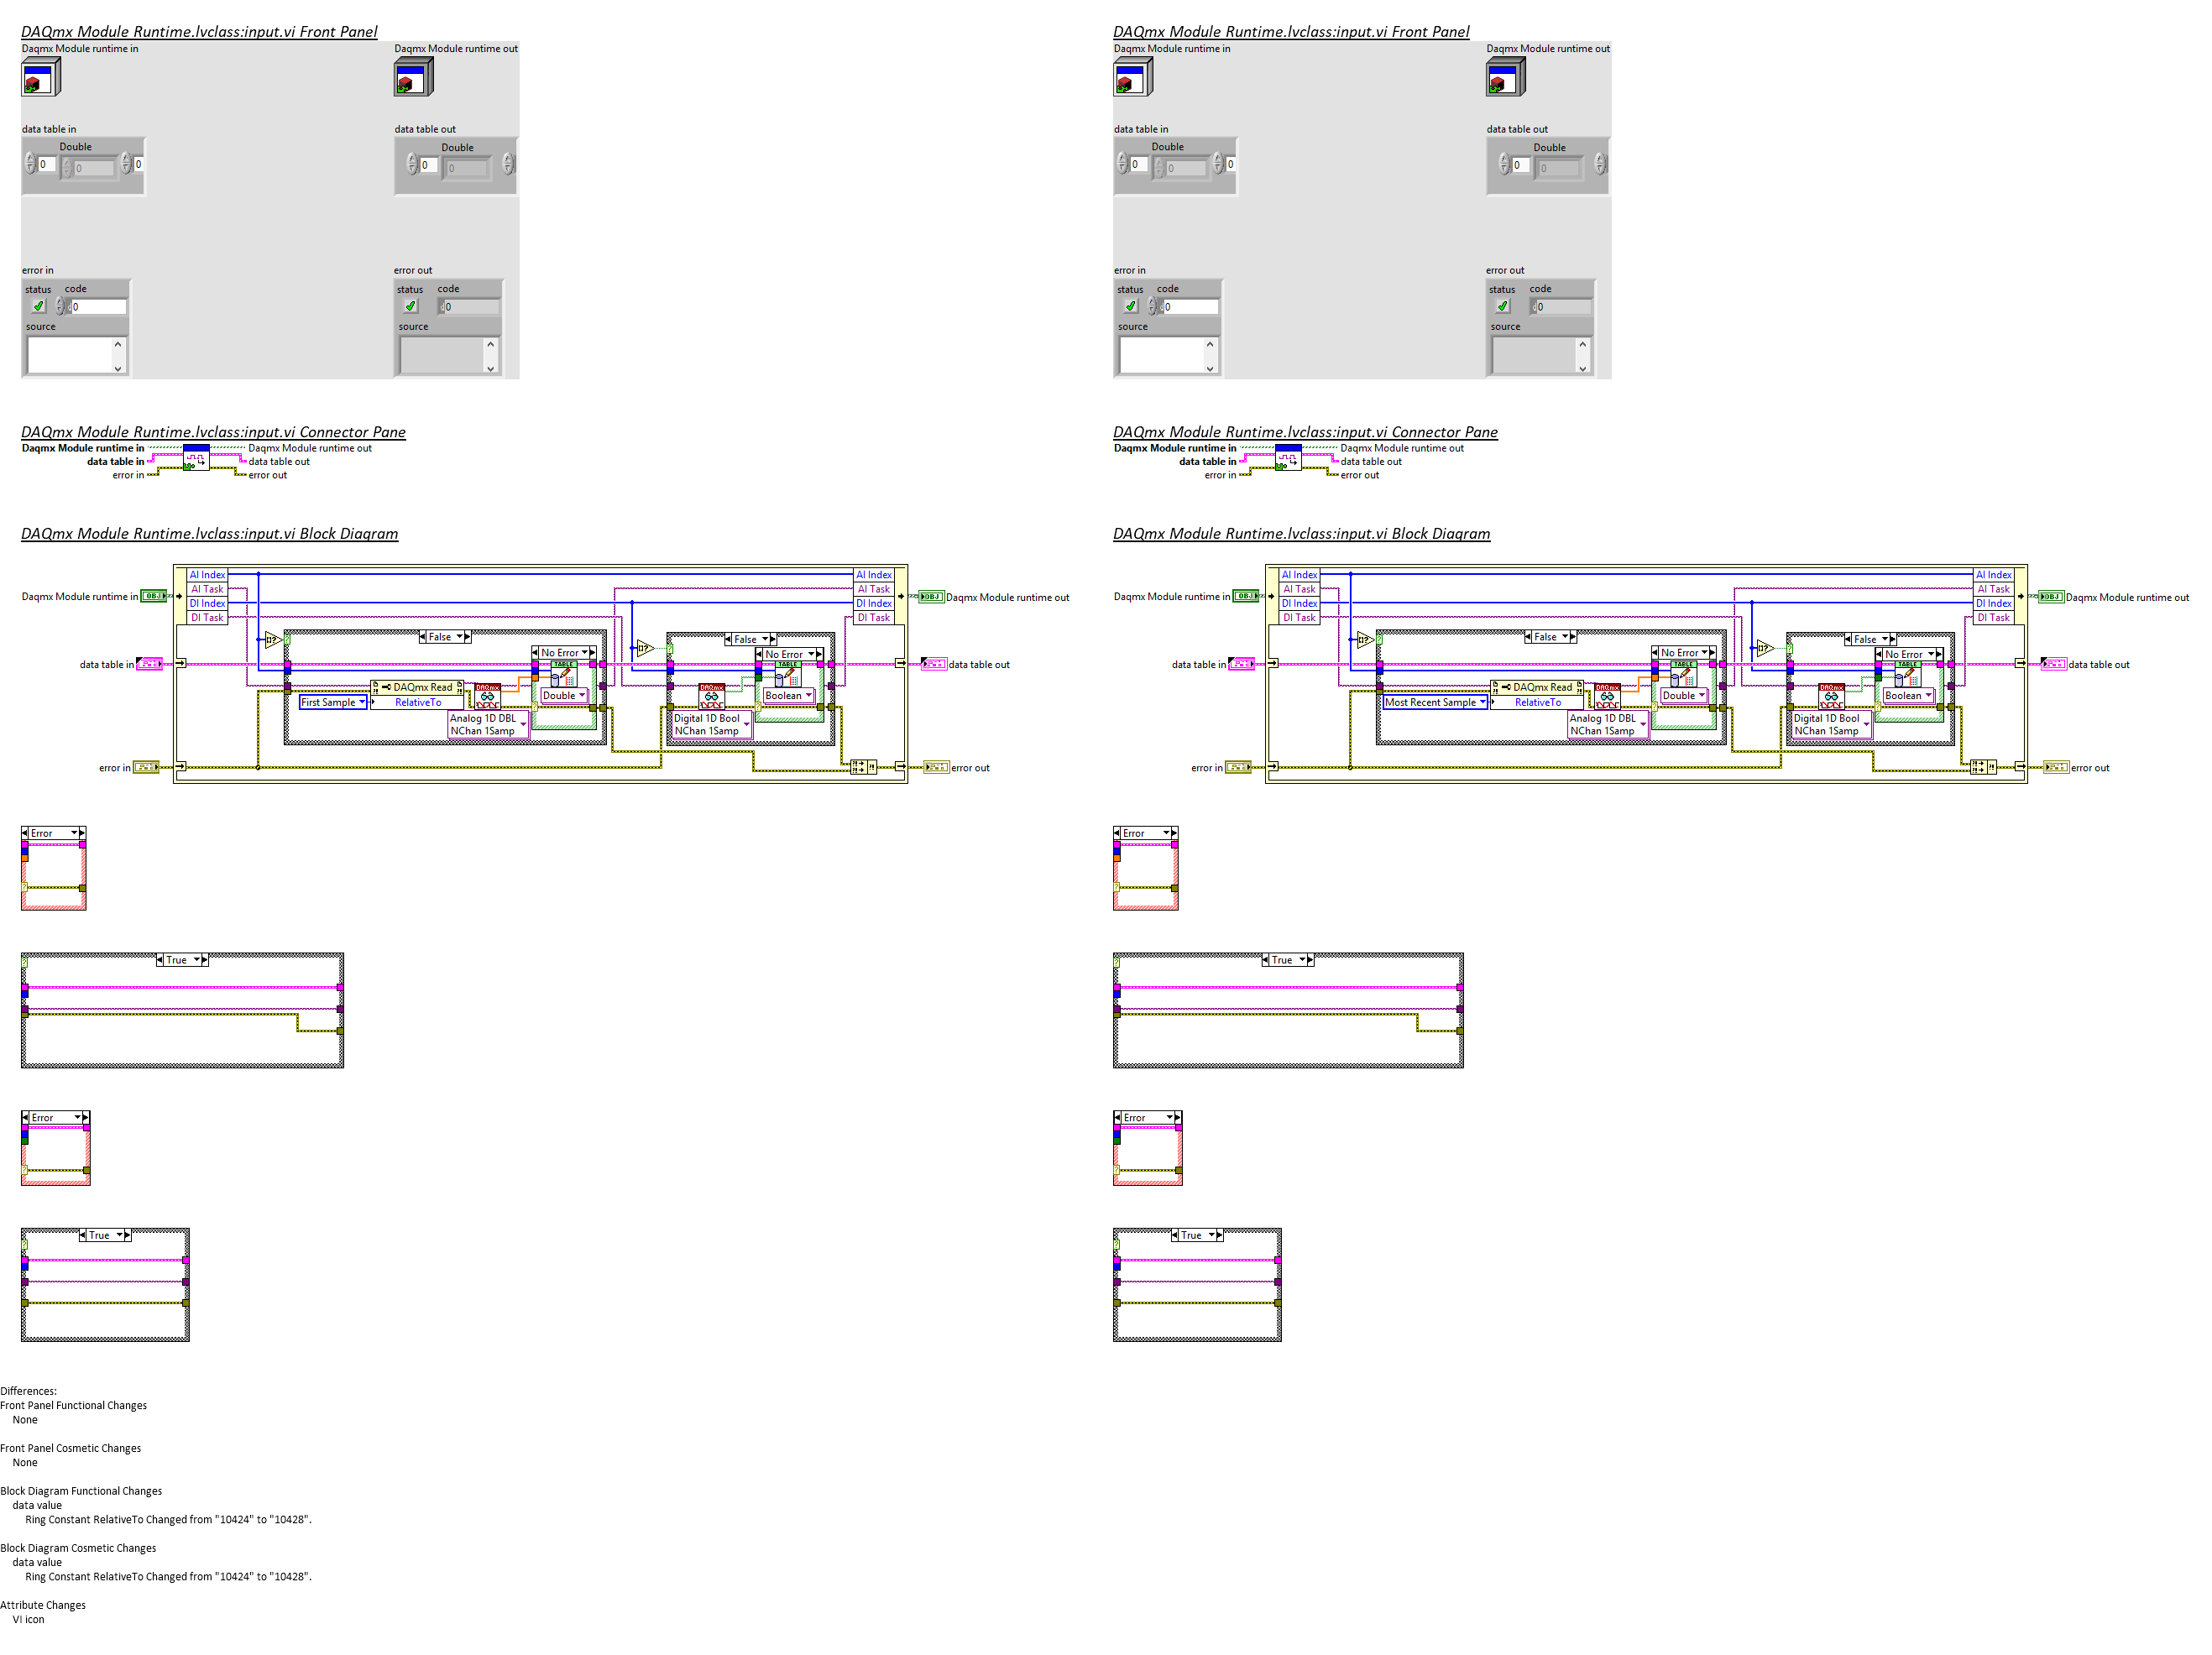 DAQmx Module Runtime.lvclass:input.vi Front Panel
Daqmx Module runtime in
Daqmx Module runtime out
data table in
data table out
Double
0
0
0
Double
0
0
error in
error out
status
code
0
source
status
code
0
source
DAQmx Module Runtime.lvclass:input.vi Connector Pane
Daqmx Module runtime in
Daqmx Module runtime out
data table in
data table out
error in
error out
DAQmx Module Runtime.lvclass:input.vi Block Diagram
AI Index
AI Task
DI Index
DI Task
AI Index
AI Task
DI Index
DI Task
Daqmx Module runtime in
OBJ
OBJ
Daqmx Module runtime out
False
False
No Error
No Error
data table in
data table out
TABLE
TABLE
DAQmx Read
RelativeTo
First Sample
DAQmx
DAQmx
Double
Boolean
Analog 1D DBL
NChan 1Samp
Digital 1D Bool
NChan 1Samp
error in
error out
Error
True
Error
True
Differences:
Front Panel Functional Changes
None
Front Panel Cosmetic Changes
None
Block Diagram Functional Changes
data value
Ring Constant RelativeTo Changed from "10424" to "10428".
Block Diagram Cosmetic Changes
data value
Ring Constant RelativeTo Changed from "10424" to "10428".
Attribute Changes
VI icon
DAQmx Module Runtime.lvclass:input.vi Front Panel
Daqmx Module runtime in
Daqmx Module runtime out
data table in
data table out
Double
0
0
0
Double
0
0
error in
error out
status
code
0
source
status
code
0
source
DAQmx Module Runtime.lvclass:input.vi Connector Pane
Daqmx Module runtime in
Daqmx Module runtime out
data table in
data table out
error in
error out
DAQmx Module Runtime.lvclass:input.vi Block Diagram
AI Index
AI Task
DI Index
DI Task
AI Index
AI Task
DI Index
DI Task
Daqmx Module runtime in
OBJ
OBJ
Daqmx Module runtime out
False
False
No Error
No Error
data table in
data table out
TABLE
TABLE
DAQmx Read
RelativeTo
Most Recent Sample
DAQmx
DAQmx
Double
Boolean
Analog 1D DBL
NChan 1Samp
Digital 1D Bool
NChan 1Samp
error in
error out
Error
True
Error
True